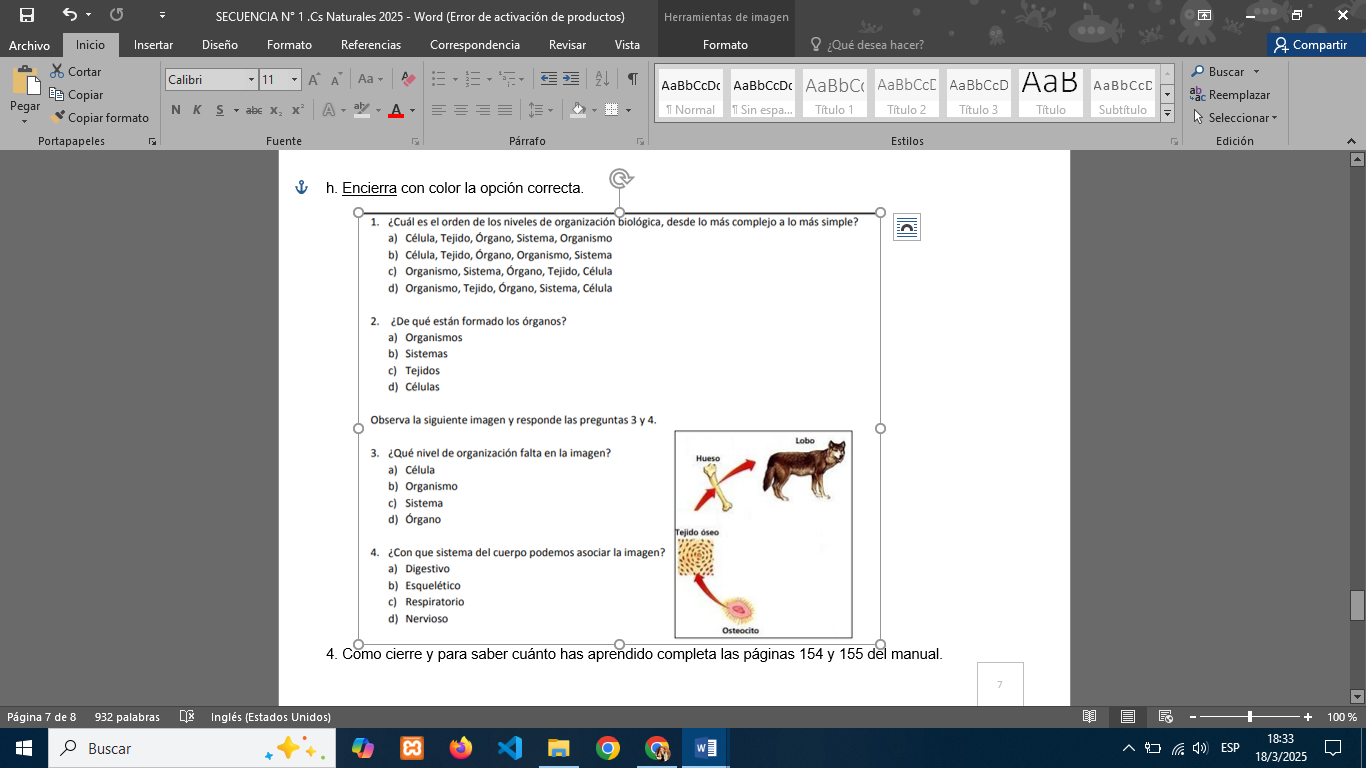 SECUENCIA N° 1 .Cs Naturales 2025 - Word (Error de activación de productos)
Herramientas de imagen
Archivo Inicio Insertar Diseño Formato Referencias Correspondencia Revisar Vista Formato ¿Qué desea hacer? Compartir
Pegar
Cortar
Copiar
Copiar formato
Portapapeles
Calibri 11 Aa
N K S abc x₂ x² A ab A
Fuente
Párrafo
AaBbCcDc AaBbCcDc AaBbCc AaBbCcD AaBbCcD AaB AaBbCcD
¶ Normal ¶ Sin espa... Título 1 Título 2 Título 3 Título Subtítulo
Estilos
Buscar
Reemplazar
Seleccionar
Edición
h. Encierra con color la opción correcta.
1. ¿Cuál es el orden de los niveles de organización biológica, desde lo más complejo a lo más simple?
a) Célula, Tejido, Órgano, Sistema, Organismo
b) Célula, Tejido, Órgano, Organismo, Sistema
c) Organismo, Sistema, Órgano, Tejido, Célula
d) Organismo, Tejido, Órgano, Sistema, Célula
2. ¿De qué están formado los órganos?
a) Organismos
b) Sistemas
c) Tejidos
d) Células
Observa la siguiente imagen y responde las preguntas 3 y 4.
3. ¿Qué nivel de organización falta en la imagen?
a) Célula
b) Organismo
c) Sistema
d) Órgano
4. ¿Con que sistema del cuerpo podemos asociar la imagen?
a) Digestivo
b) Esquelético
c) Respiratorio
d) Nervioso
Lobo
Hueso
Tejido óseo
Osteocito
4. Como cierre y para saber cuánto has aprendido completa las páginas 154 y 155 del manual.
7
Página 7 de 8 932 palabras Inglés (Estados Unidos) 100 %
Buscar
ESP
18:33
18/3/2025